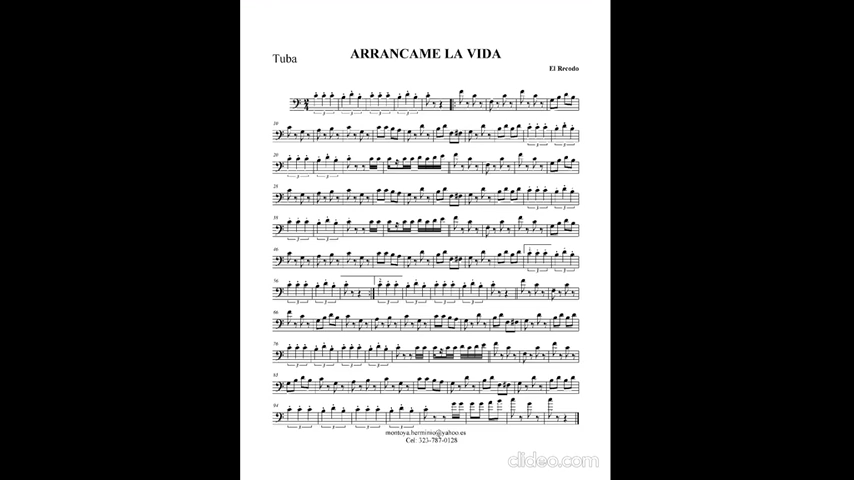 ARRANCAME LA VIDA
Tuba
El Recodo
montoya.herminio@yahoo.es
Cel: 323-787-0128
clideo.com